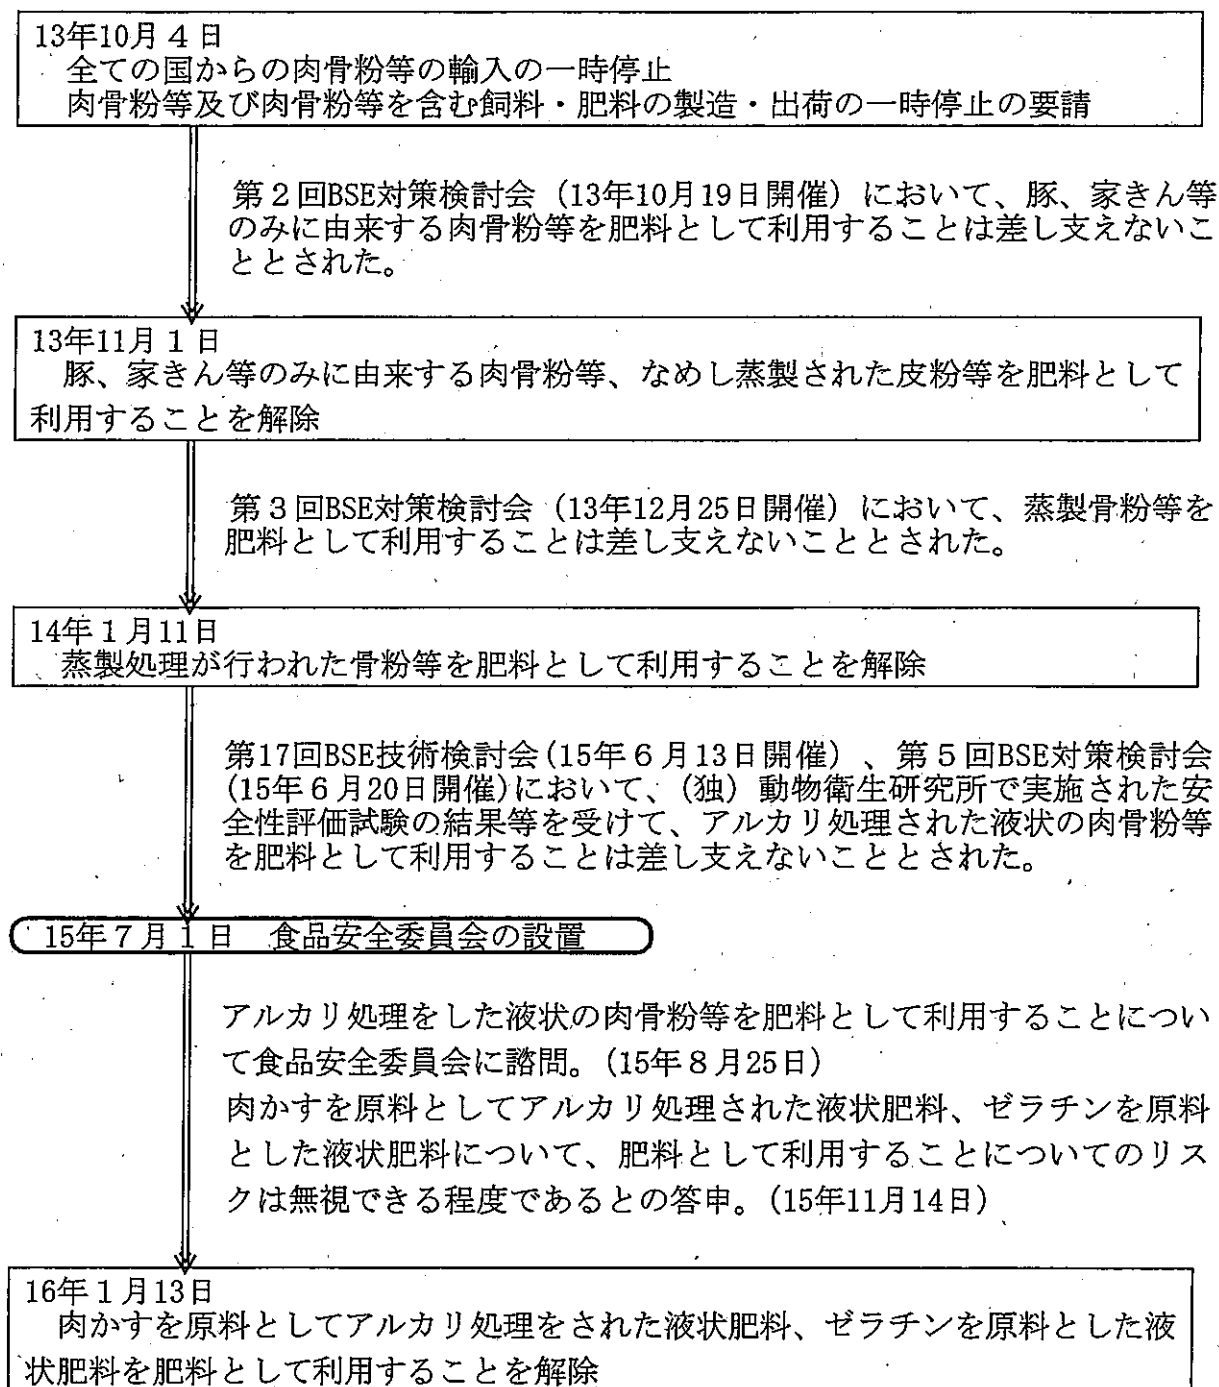 13年10月４日
全ての国からの肉骨粉等の輸入の一時停止
肉骨粉等及び肉骨粉等を含む飼料・肥料の製造・出荷の一時停止の要請
第２回BSE対策検討会（13年10月19日開催）において、豚、家きん等
のみに由来する肉骨粉等を肥料として利用することは差し支えないこ
ととされた。
13年11月１日
豚、家きん等のみに由来する肉骨粉等、なめし蒸製された皮粉等を肥料として
利用することを解除
第３回BSE対策検討会（13年12月25日開催）において、蒸製骨粉等を
肥料として利用することは差し支えないこととされた。
14年１月11日
蒸製処理が行われた骨粉等を肥料として利用することを解除
第17回BSE技術検討会(15年６月13日開催）、第５回BSE対策検討会
(15年６月20日開催)において、(独）動物衛生研究所で実施された安
全性評価試験の結果等を受けて、アルカリ処理された液状の肉骨粉等
を肥料として利用することは差し支えないこととされた。
15年７月１日　食品安全委員会の設置
アルカリ処理をした液状の肉骨粉等を肥料として利用することについ
て食品安全委員会に諮問。(15年８月25日）
肉かすを原料としてアルカリ処理された液状肥料、ゼラチンを原料
とした液状肥料について、肥料として利用することについてのリス
クは無視できる程度であるとの答申。(15年11月14日）
16年１月13日
肉かすを原料としてアルカリ処理をされた液状肥料、ゼラチンを原料とした液
状肥料を肥料として利用することを解除